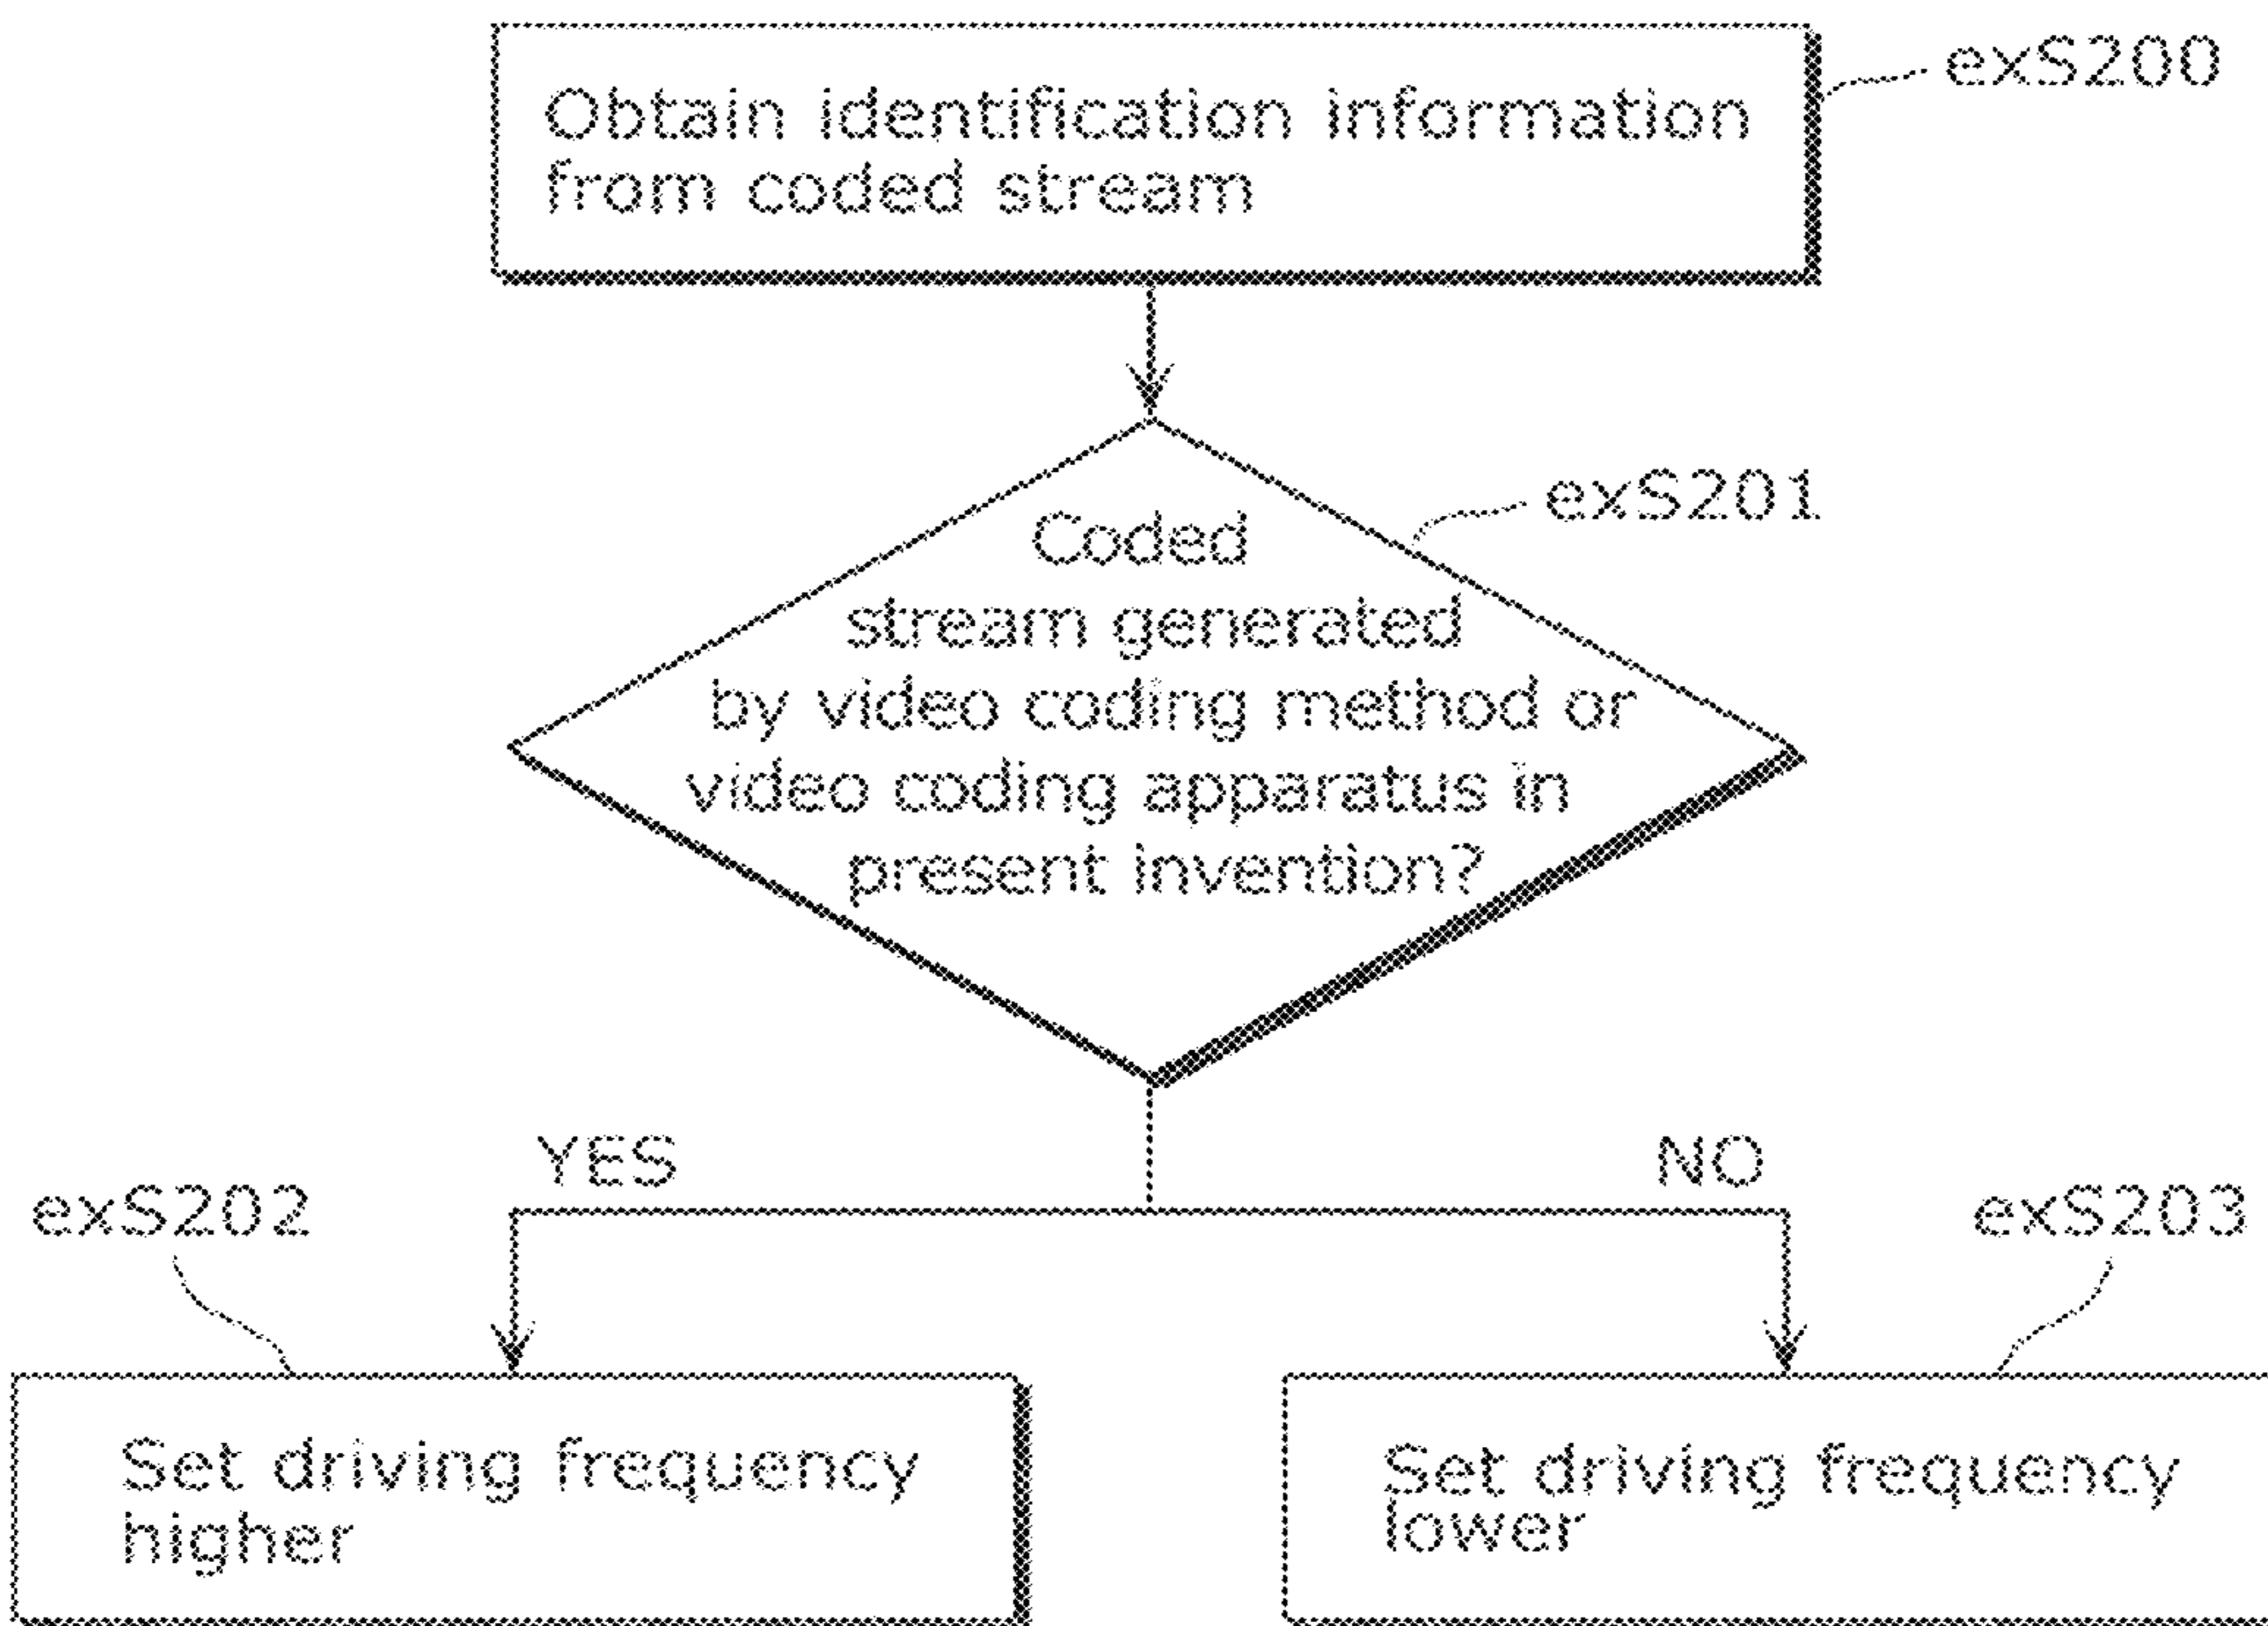 Obtain identification information
from coded stream
exS200
Coded
stream generated
by video coding method or
video coding apparatus in
present invention?
exS201
YES
NO
exS202
exS203
Set driving frequency
higher
Set driving frequency
lower